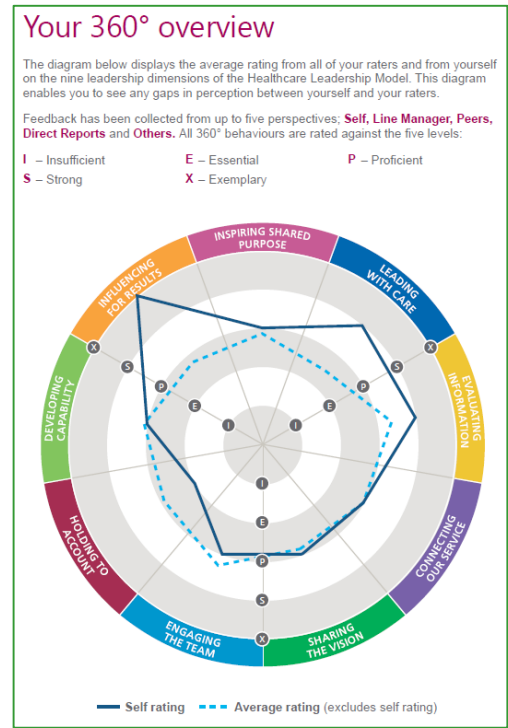 Your 360° overview
The diagram below displays the average rating from all of your raters and from yourself
on the nine leadership dimensions of the Healthcare Leadership Model. This diagram
enables you to see any gaps in perception between yourself and your raters.
Feedback has been collected from up to five perspectives; Self, Line Manager, Peers,
Direct Reports and Others. All 360° behaviours are rated against the five levels:
I – Insufficient
E – Essential
P – Proficient
S – Strong
X – Exemplary
INSPIRING SHARED
PURPOSE
LEADING
WITH CARE
EVALUATING
INFORMATION
CONNECTING
OUR SERVICE
SHARING
THE VISION
ENGAGING
THE TEAM
HOLDING TO
ACCOUNT
DEVELOPING
CAPABILITY
INFLUENCING
FOR RESULTS
X
S
P
E
I
X
S
P
E
I
I
E
P
S
X
Self rating
Average rating (excludes self rating)